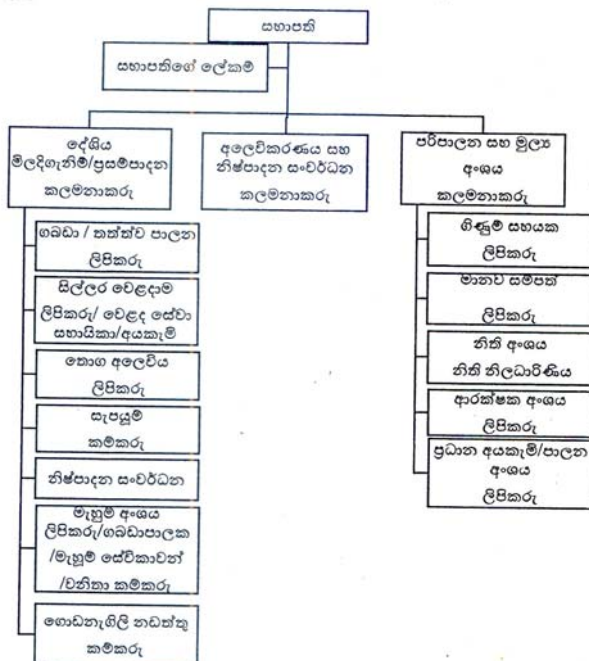 සභාපති
සභාපතිගේ ලේකම්
දේශිය
මිලදිගැනිම්/ප්‍රසම්පාදන
කලමනාකරු
අලෙවිකරණය සහ
නිෂ්පාදන සංවර්ධන
කලමනාකරු
පරිපාලන සහ මුල්‍ය
අංශය
කලමනාකරු
ගබඩා / තත්ත්ව පාලන
ලිපිකරු
සිල්ලර වෙළදාම
ලිපිකරු/ වෙළද සේවා
සහායිකා/අයකැමි
තොග අලෙවිය
ලිපිකරු
සැපයුම්
කම්කරු
නිෂ්පාදන සංවර්ධන
මැහුම් අංශය
ලිපිකරු/ගබඩාපාලක
/මැහුම් සේවිකාවන්
/වනිතා කම්කරු
ගොඩනැගිලි නඩත්තු
කම්කරු
ගිණුම් සහයක
ලිපිකරු
මානව සම්පත්
ලිපිකරු
නිති අංශය
නිති නිලධාරිණිය
ආරක්ෂක අංශය
ලිපිකරු
ප්‍රධාන අයකැමි/පාලන
අංශය
ලිපිකරු